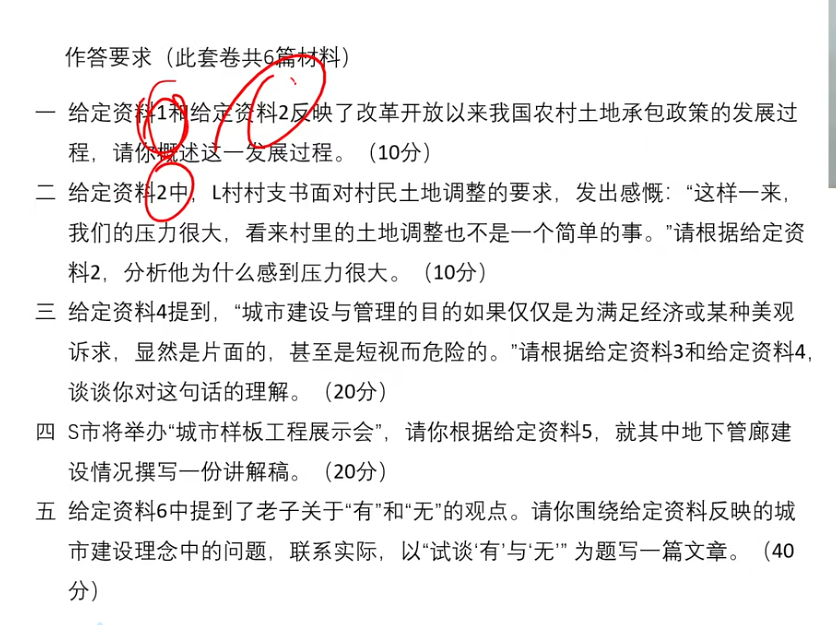 作答要求（此套卷共6篇材料）
一 给定资料1和给定资料2反映了改革开放以来我国农村土地承包政策的发展过
程，请你概述这一发展过程。（10分）
二 给定资料2中，L村村支书面对村民土地调整的要求，发出感慨：“这样一来，
我们的压力很大，看来村里的土地调整也不是一个简单的事。”请根据给定资
料2，分析他为什么感到压力很大。（10分）
三 给定资料4提到，“城市建设与管理的目的如果仅仅是为满足经济或某种美观
诉求，显然是片面的，甚至是短视而危险的。”请根据给定资料3和给定资料4，
谈谈你对这句话的理解。（20分）
四 S市将举办“城市样板工程展示会”，请你根据给定资料5，就其中地下管廊建
设情况撰写一份讲解稿。（20分）
五 给定资料6中提到了老子关于“有”和“无”的观点。请你围绕给定资料反映的城
市建设理念中的问题，联系实际，以“试谈‘有’与‘无’” 为题写一篇文章。（40
分）